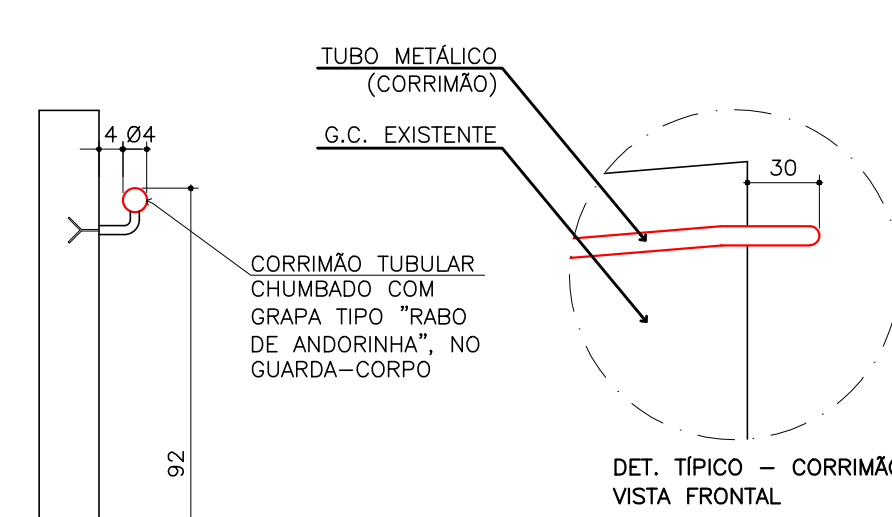 TUBO METÁLICO
(CORRIMÃO)
G.C. EXISTENTE
4 Ø4
30
CORRIMÃO TUBULAR
CHUMBADO COM
GRAPA TIPO ”RABO
DE ANDORINHA”, NO
GUARDA–CORPO
92
DET. TÍPICO – CORRIMÃO
VISTA FRONTAL